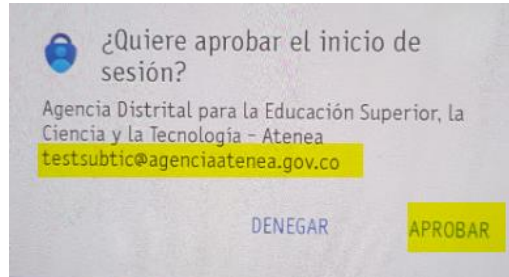 ¿Quiere aprobar el inicio de
sesión?
Agencia Distrital para la Educación Superior, la
Ciencia y la Tecnología - Atenea
testsubtic@agenciaatenea.gov.co
DENEGAR
APROBAR